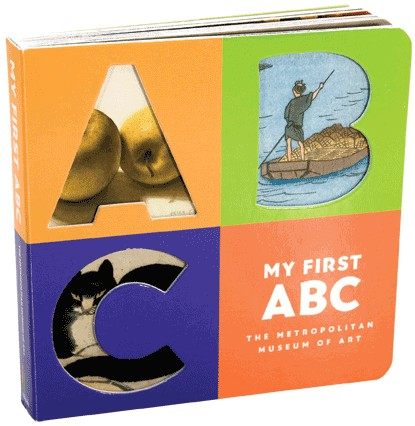 MY FIRST ABC
A
B
C
MY FIRST
ABC
THE METROPOLITAN
MUSEUM OF ART